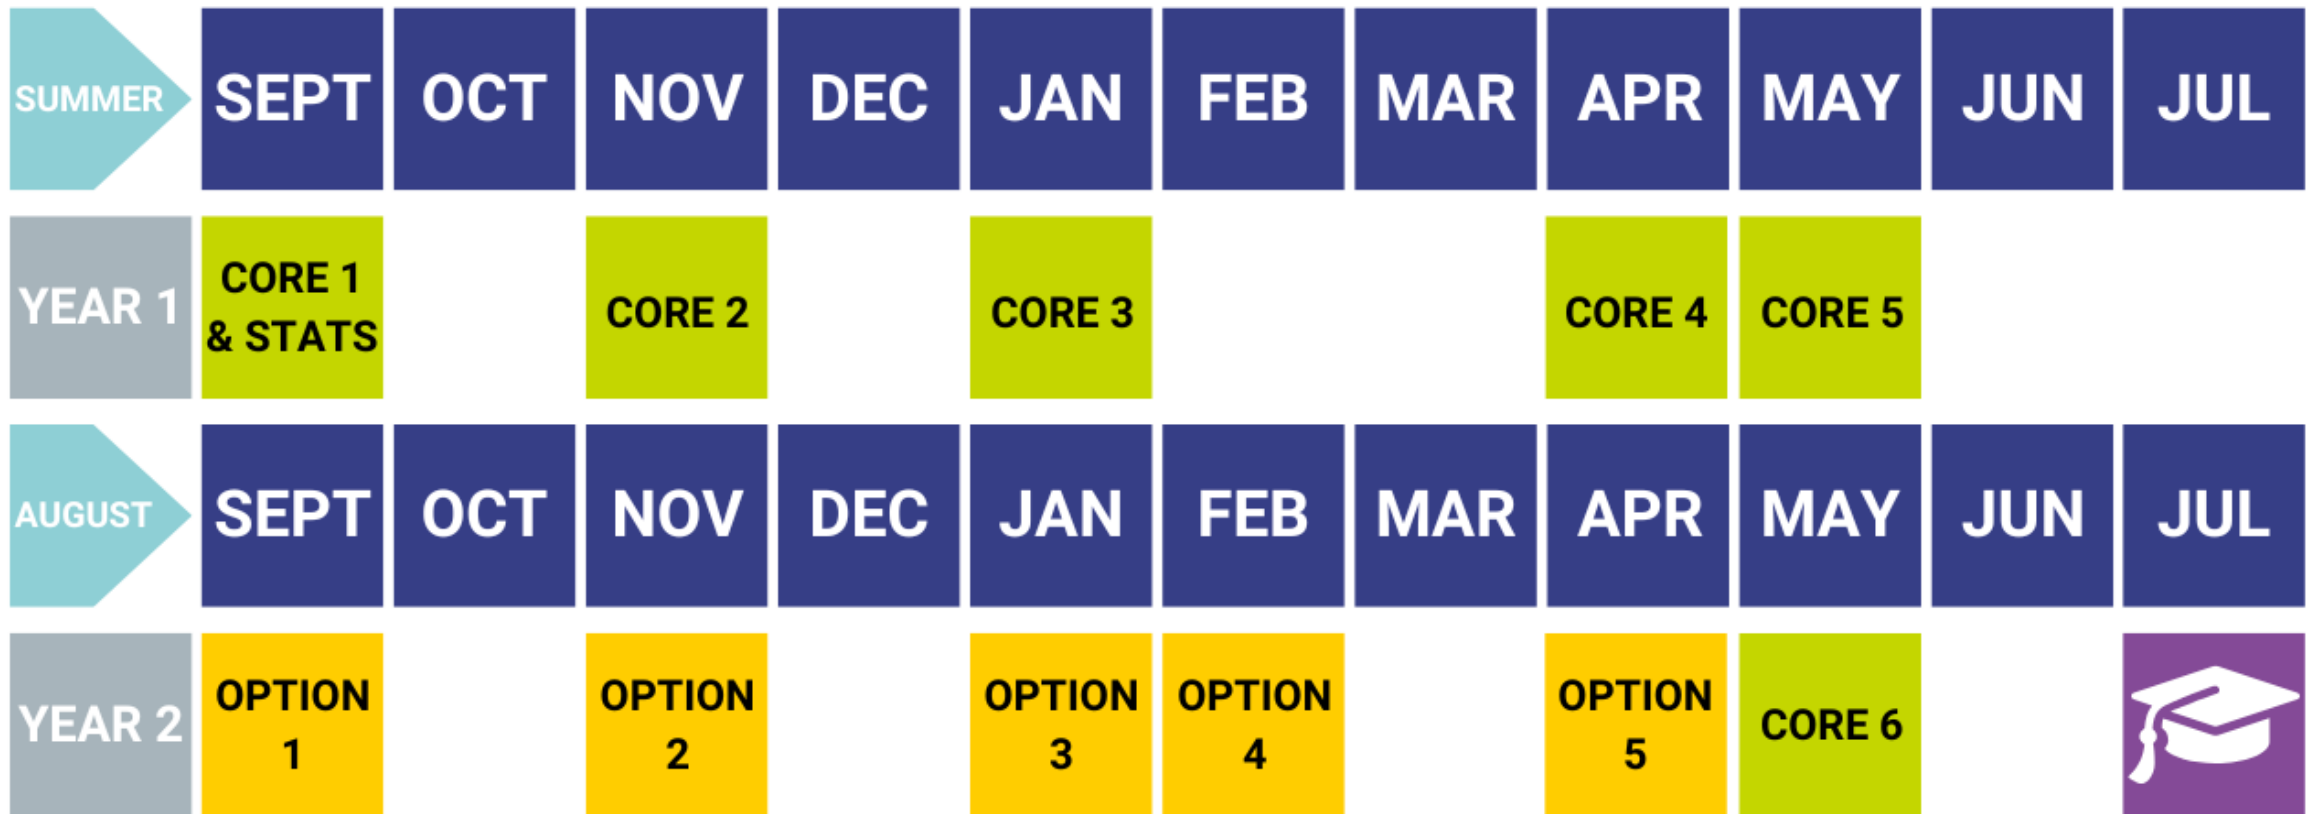 SUMMER SEPT OCT NOV DEC JAN FEB MAR APR MAY JUN JUL
YEAR 1
CORE 1
& STATS
CORE 2
CORE 3
CORE 4
CORE 5
AUGUST SEPT OCT NOV DEC JAN FEB MAR APR MAY JUN JUL
YEAR 2
OPTION
1
OPTION
2
OPTION
3
OPTION
4
OPTION
5
CORE 6